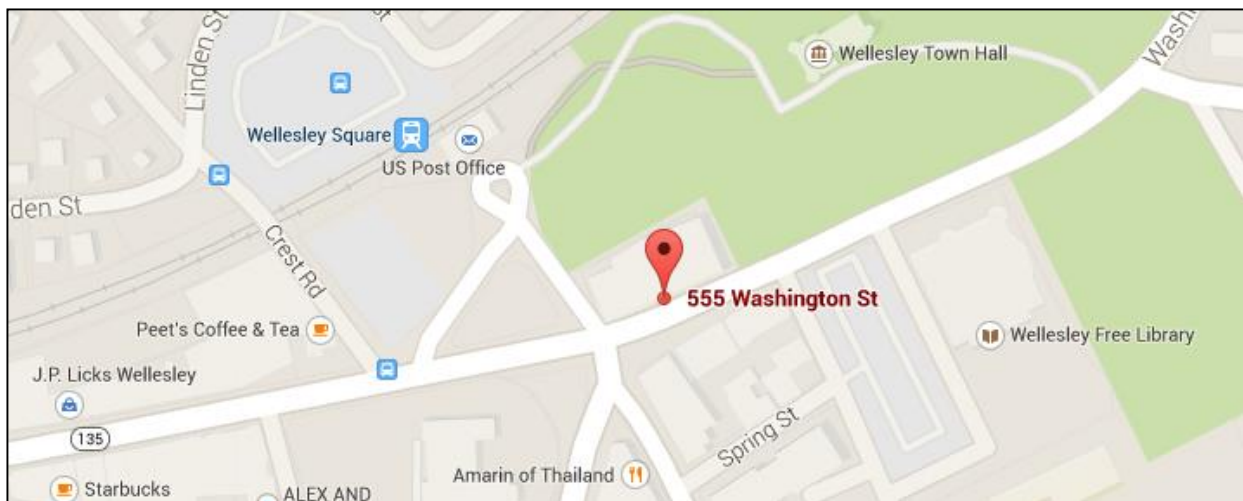 Linden St
Washi
Wellesley Town Hall
Wellesley Square
US Post Office
den St
Crest Rd
555 Washington St
Peet's Coffee & Tea
Wellesley Free Library
J.P. Licks Wellesley
135
Spring St
Amarin of Thailand
Starbucks
ALEX AND